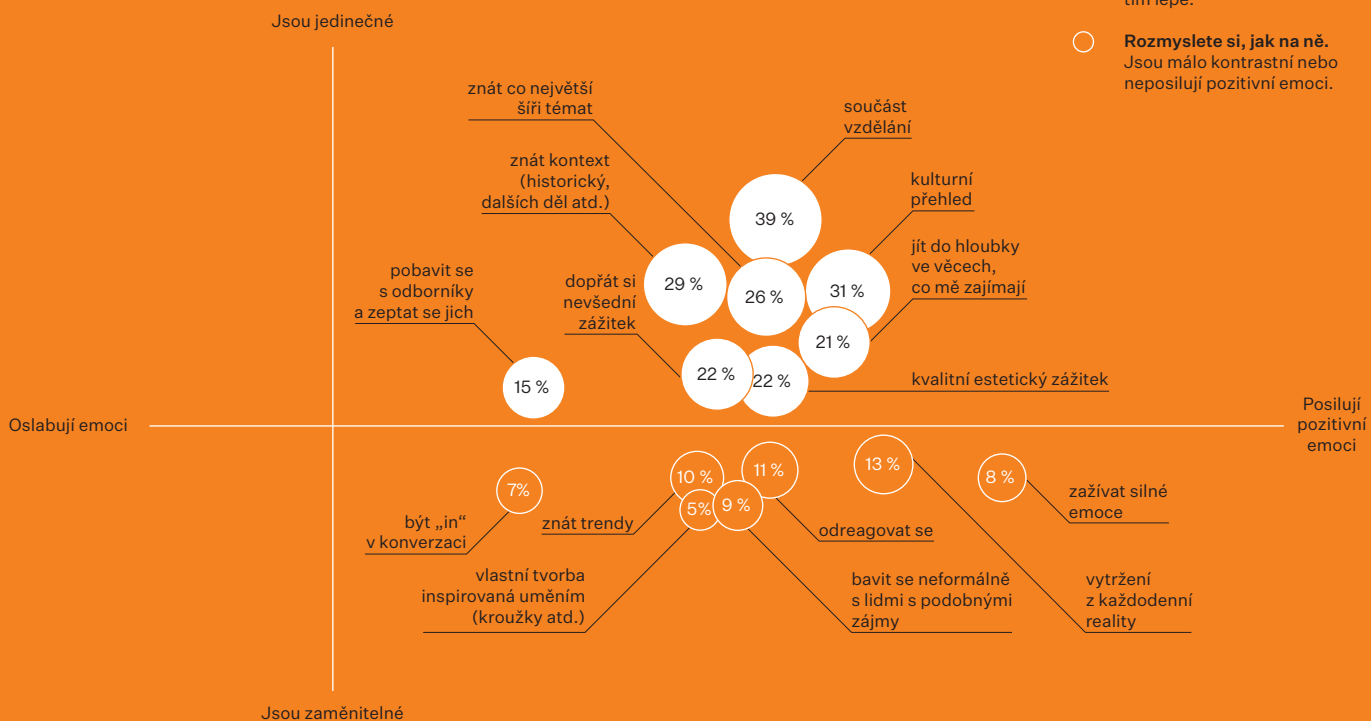 tím lépe.
Rozmyslete si, jak na ně.
Jsou málo kontrastní nebo
neposilují pozitivní emoci.
Jsou jedinečné
znát co největší
šíři témat
součást
vzdělání
znát kontext
(historický,
dalších děl atd.)
kulturní
přehled
39 %
jít do hloubky
ve věcech,
co mě zajímají
pobavit se
s odborníky
a zeptat se jich
dopřát si
nevšední
zážitek
29 %
26 %
31 %
21 %
15 %
22 %
22 %
kvalitní estetický zážitek
Oslabují emoci
Posilují
pozitivní
emoci
7%
10 %
11 %
13 %
8 %
5%
9 %
být „in“
v konverzaci
znát trendy
odreagovat se
zažívat silné
emoce
vlastní tvorba
inspirovaná uměním
(kroužky atd.)
bavit se neformálně
s lidmi s podobnými
zájmy
vytržení
z každodenní
reality
Jsou zaměnitelné